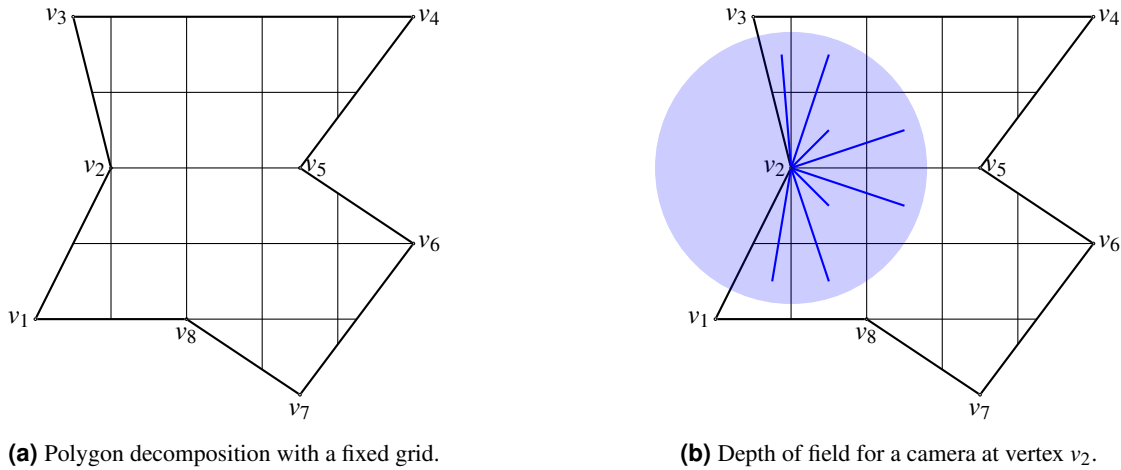 v3 v4 v3 v4
v2 v5 v2 v5
v6 v6
v1 v8 v1 v8
v7 v7
(a) Polygon decomposition with a fixed grid. (b) Depth of field for a camera at vertex v2.